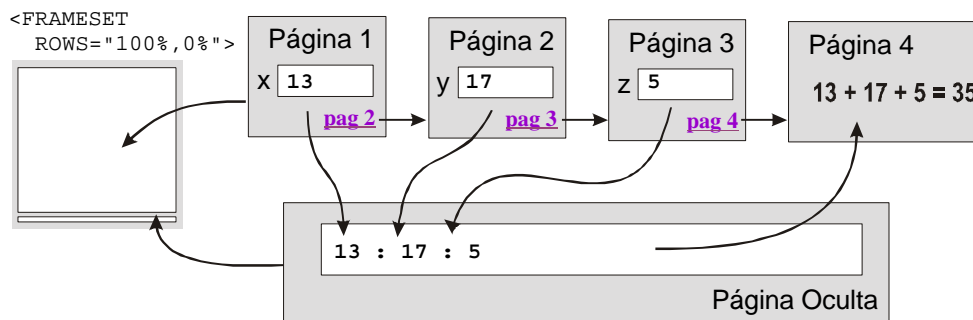 <FRAMESET
ROWS="100%,0%">
Página 1
x 13
pag 2
Página 2
y 17
pag 3
Página 3
z 5
pag 4
Página 4
13 + 17 + 5 = 35
13 : 17 : 5
Página Oculta